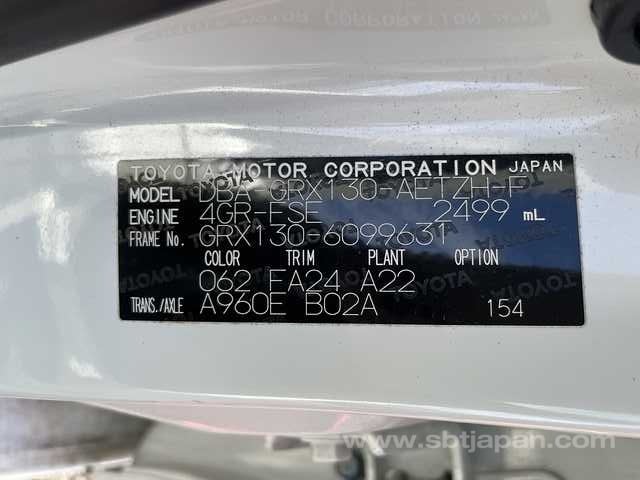 TOYOTA MOTOR CORPORATION JAPAN
MODEL DBA-GRX130-AETZH-F
ENGINE 4GR-FSE 2499 mL
FRAME No. GRX130-6099631
COLOR TRIM PLANT OPTION
062 FA24 A22
TRANS./AXLE A960E B02A 154
www.sbtjapan.com